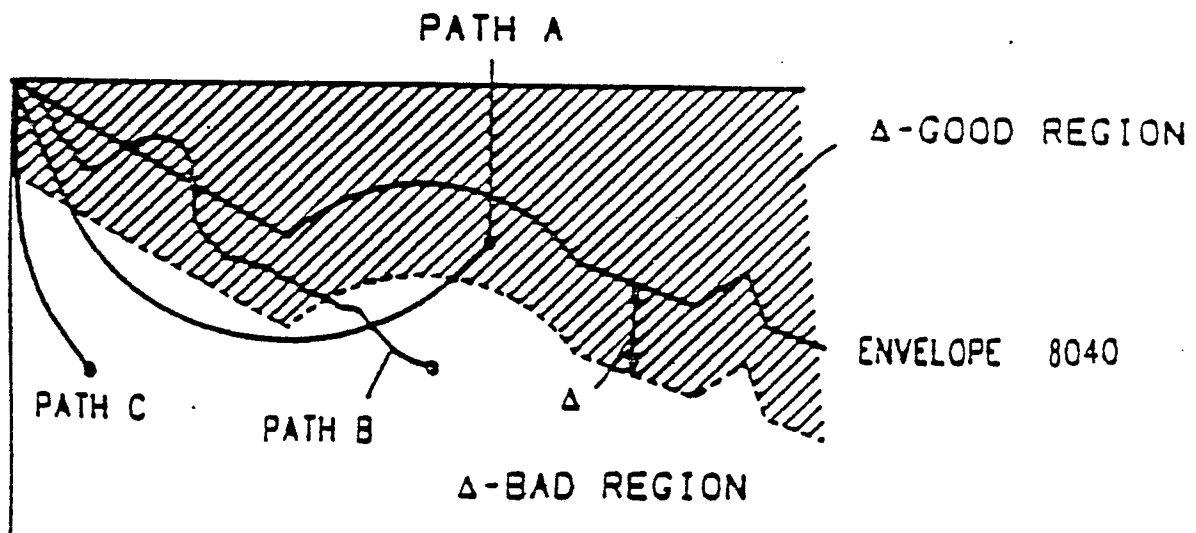 PATH A
Δ-GOOD REGION
ENVELOPE 8040
PATH C
PATH B
Δ
Δ-BAD REGION